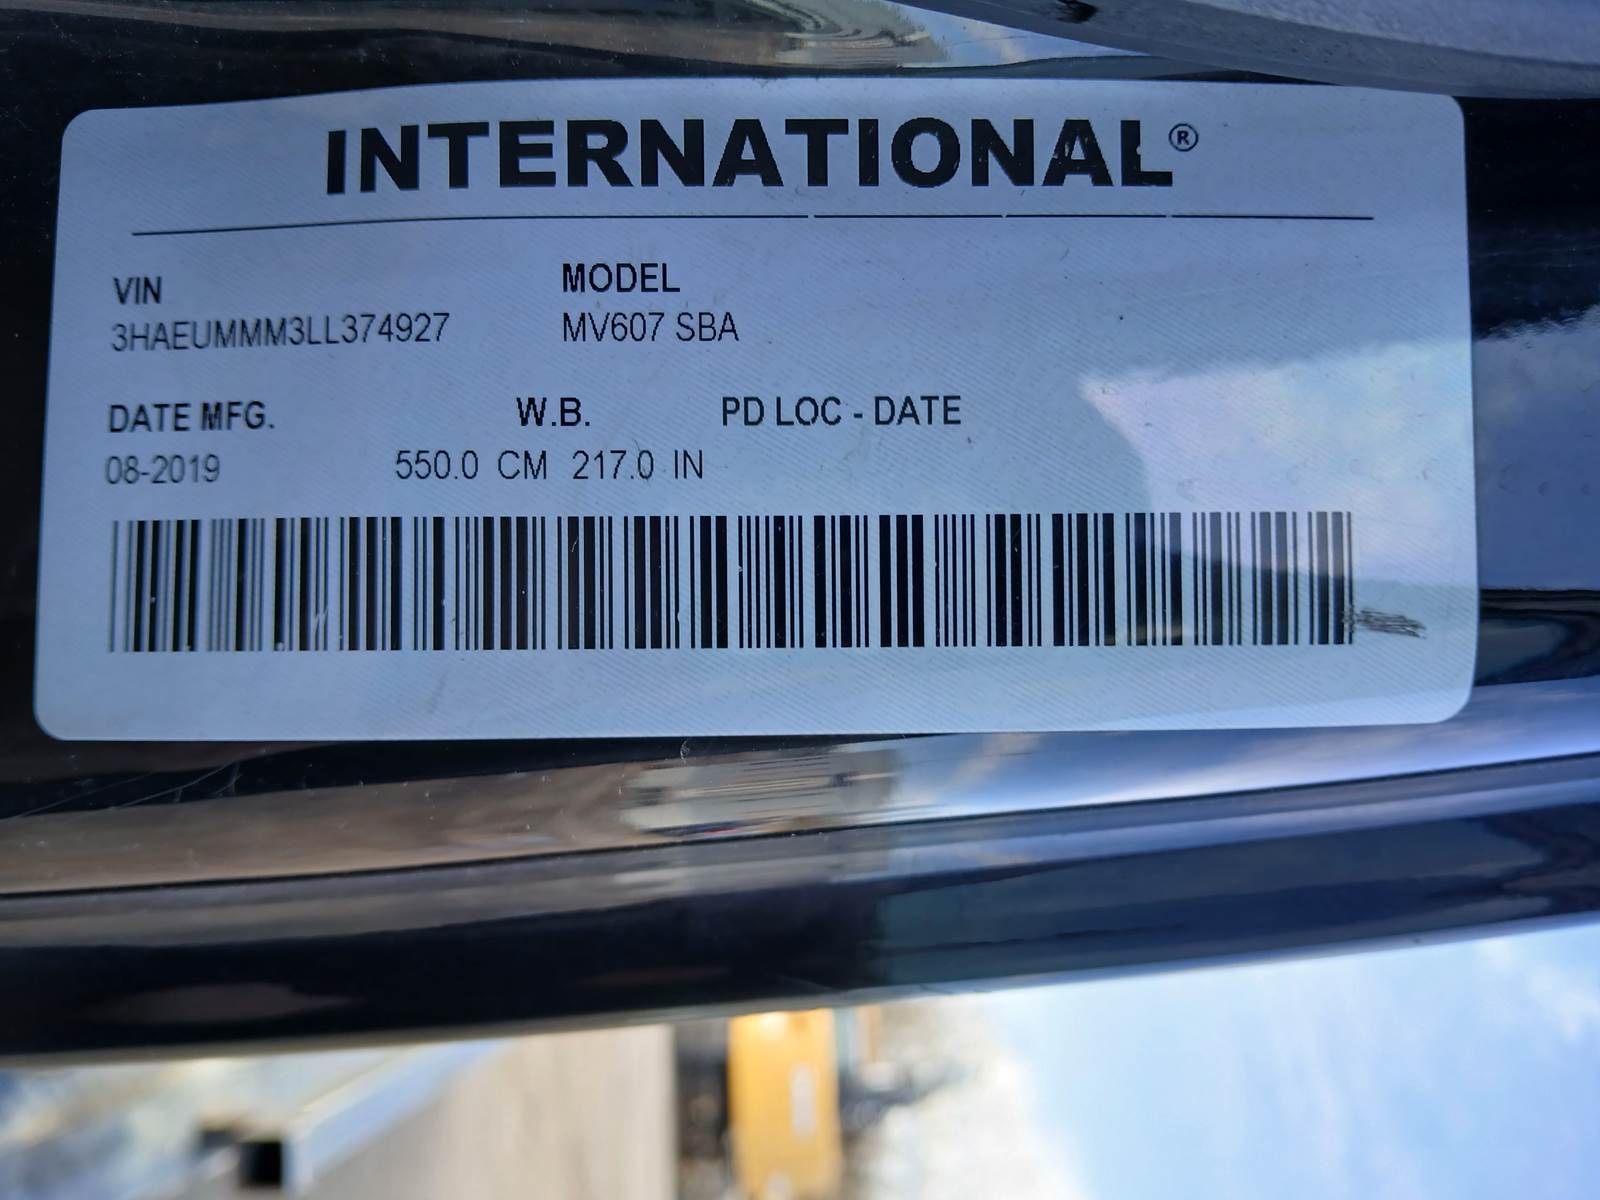 INTERNATIONAL®
VIN MODEL
3HAEUMMM3LL374927 MV607 SBA
DATE MFG. W.B. PD LOC - DATE
08-2019 550.0 CM 217.0 IN